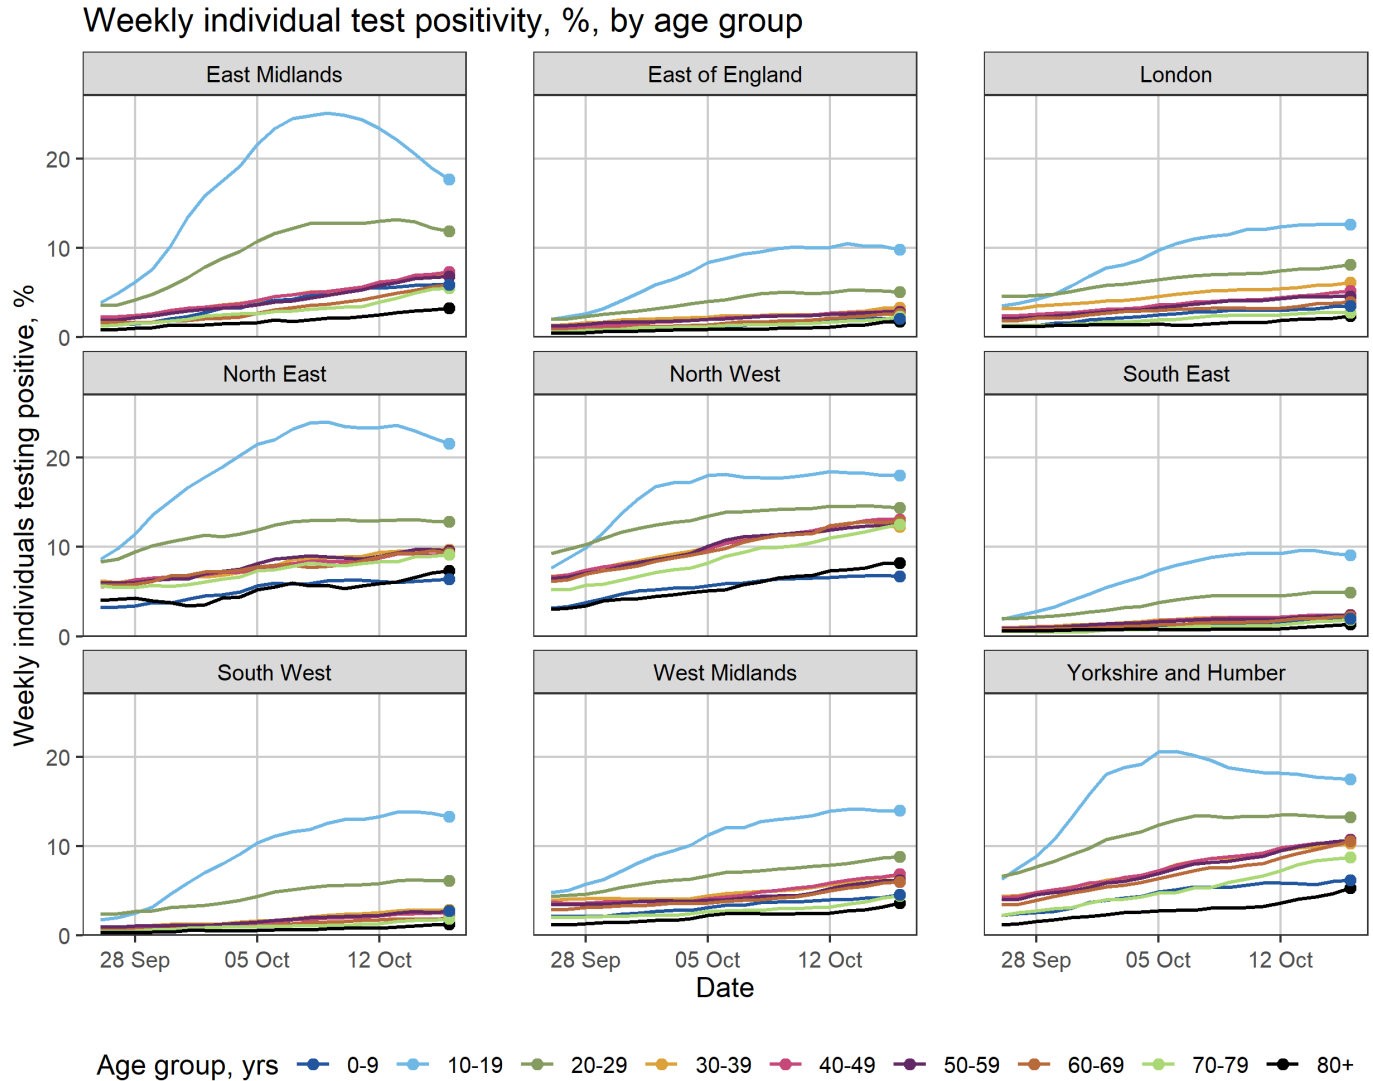 Weekly individual test positivity, %, by age group
East Midlands
East of England
London
20
10
0
North East
North West
South East
20
10
0
South West
West Midlands
Yorkshire and Humber
20
10
0
28 Sep 05 Oct 12 Oct
28 Sep 05 Oct 12 Oct
28 Sep 05 Oct 12 Oct
Weekly individuals testing positive, %
Date
Age group, yrs 0-9 10-19 20-29 30-39 40-49 50-59 60-69 70-79 80+